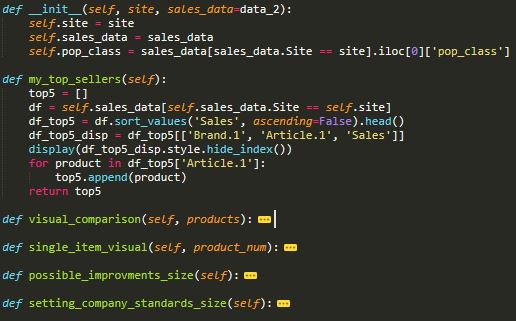 def __init__(self, site, sales_data=data_2):
    self.site = site
    self.sales_data = sales_data
    self.pop_class = sales_data[sales_data.Site == site].iloc[0]['pop_class']
def my_top_sellers(self):
    top5 = []
    df = self.sales_data[self.sales_data.Site == self.site]
    df_top5 = df.sort_values('Sales', ascending=False).head()
    df_top5_disp = df_top5[['Brand.1', 'Article.1', 'Sales']]
    display(df_top5_disp.style.hide_index())
    for product in df_top5['Article.1']:
        top5.append(product)
    return top5
def visual_comparison(self, products):
def single_item_visual(self, product_num):
def possible_improvments_size(self):
def setting_company_standards_size(self):